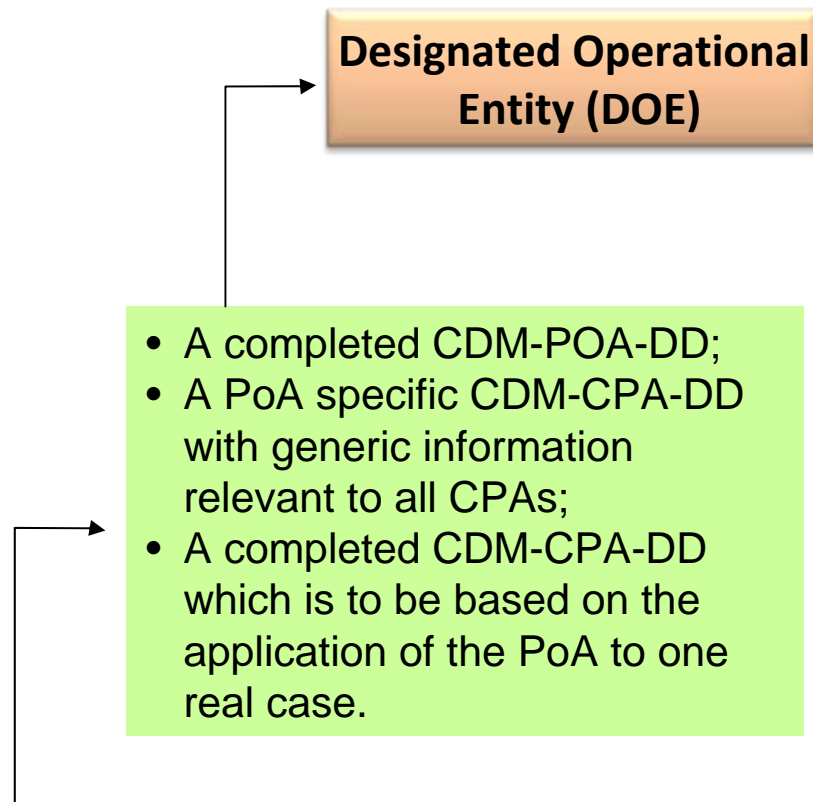 Designated Operational
Entity (DOE)
• A completed CDM-POA-DD;
• A PoA specific CDM-CPA-DD
with generic information
relevant to all CPAs;
• A completed CDM-CPA-DD
which is to be based on the
application of the PoA to one
real case.